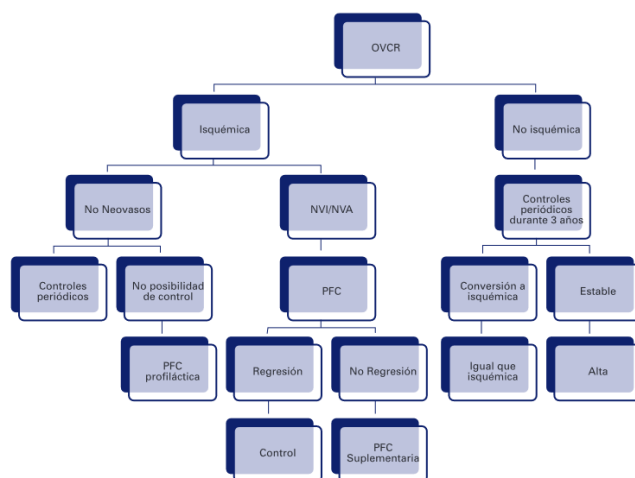 OVCR
Isquémica
No isquémica
No Neovasos
NVI/NVA
Controles
periódicos
durante 3 años
Controles
periódicos
No posibilidad
de control
PFC
Conversión a
isquémica
Estable
PFC
profiláctica
Regresión
No Regresión
Igual que
isquémica
Alta
Control
PFC
Suplementaria